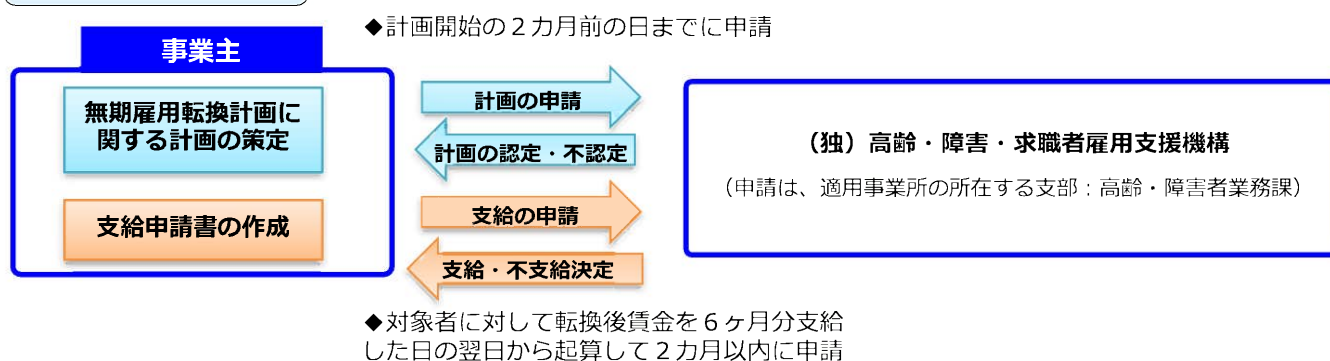 ◆計画開始の２カ月前の日までに申請
事業主
無期雇用転換計画に
関する計画の策定
支給申請書の作成
計画の申請
計画の認定・不認定
支給の申請
支給・不支給決定
（独）高齢・障害・求職者雇用支援機構
（申請は、適用事業所の所在する支部：高齢・障害者業務課）
◆対象者に対して転換後賃金を６ヶ月分支給
した日の翌日から起算して２カ月以内に申請